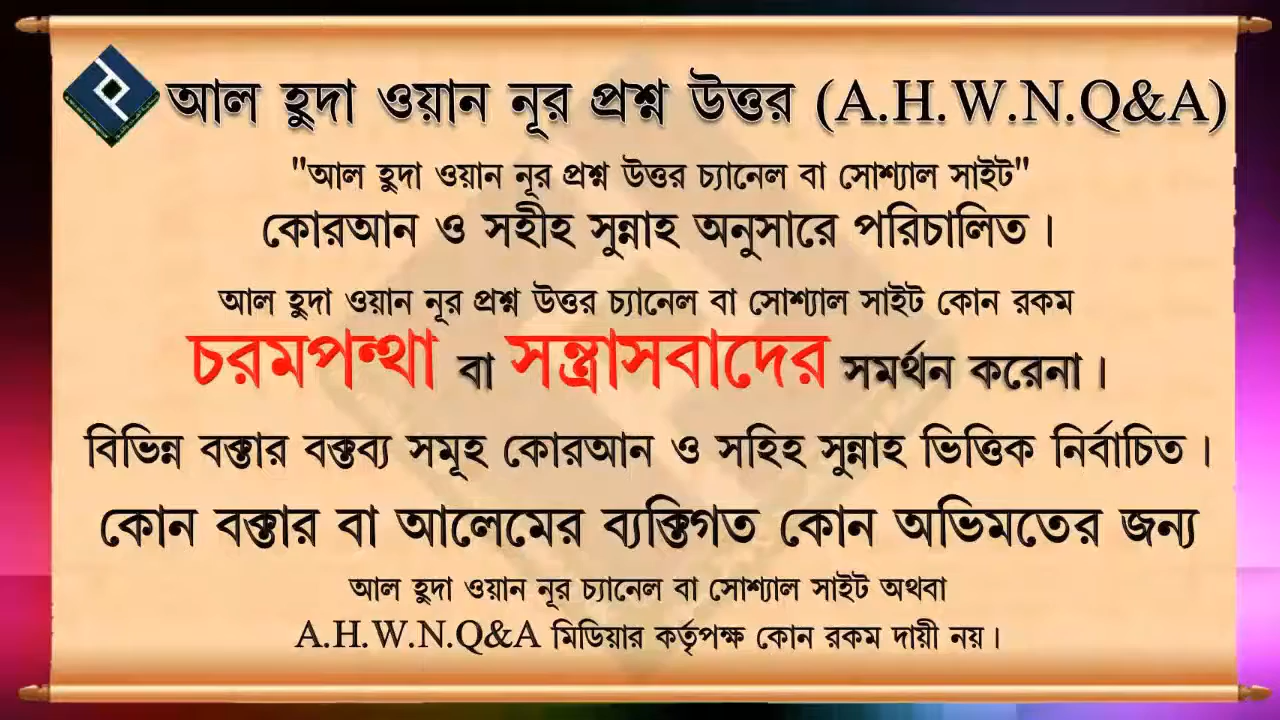 আল হুদা ওয়ান নূর প্রশ্ন উত্তর (A.H.W.N.Q&A)
"আল হুদা ওয়ান নূর প্রশ্ন উত্তর চ্যানেল বা সোশ্যাল সাইট"
কোরআন ও সহীহ সুন্নাহ অনুসারে পরিচালিত।
আল হুদা ওয়ান নূর প্রশ্ন উত্তর চ্যানেল বা সোশ্যাল সাইট কোন রকম
চরমপন্থা বা সন্ত্রাসবাদের সমর্থন করেনা।
বিভিন্ন বক্তার বক্তব্য সমূহ কোরআন ও সহিহ সুন্নাহ ভিত্তিক নির্বাচিত।
কোন বক্তার বা আলেমের ব্যক্তিগত কোন অভিমতের জন্য
আল হুদা ওয়ান নূর চ্যানেল বা সোশ্যাল সাইট অথবা
A.H.W.N.Q&A মিডিয়ার কর্তৃপক্ষ কোন রকম দায়ী নয়।